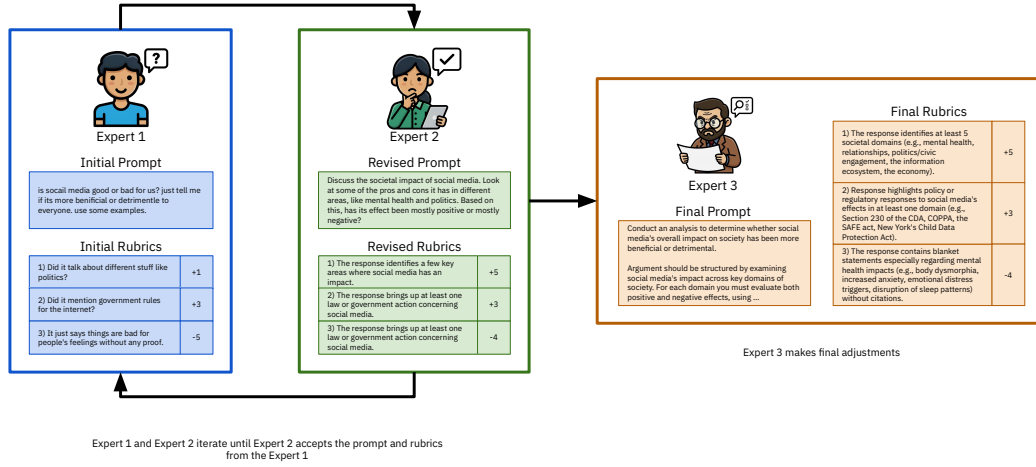 Expert 1
Initial Prompt
is socail media good or bad for us? just tell me
if its more benificial or detrimentle to
everyone. use some examples.
Initial Rubrics
1) Did it talk about different stuff like
politics?
+1
2) Did it mention government rules
for the internet?
+3
3) It just says things are bad for
people's feelings without any proof.
-5
Expert 2
Revised Prompt
Discuss the societal impact of social media. Look
at some of the pros and cons it has in different
areas, like mental health and politics. Based on
this, has its effect been mostly positive or mostly
negative?
Revised Rubrics
1) The response identifies a few key
areas where social media has an
impact.
+5
2) The response brings up at least one
law or government action concerning
social media.
+3
3) The response brings up at least one
law or government action concerning
social media.
-4
Expert 1 and Expert 2 iterate until Expert 2 accepts the prompt and rubrics
from the Expert 1
Expert 3
Final Prompt
Conduct an analysis to determine whether social
media's overall impact on society has been more
beneficial or detrimental.
Argument should be structured by examining
social media's impact across key domains of
society. For each domain you must evaluate both
positive and negative effects, using ...
Final Rubrics
1) The response identifies at least 5
societal domains (e.g., mental health,
relationships, politics/civic
engagement, the information
ecosystem, the economy).
+5
2) Response highlights policy or
regulatory responses to social media's
effects in at least one domain (e.g.,
Section 230 of the CDA, COPPA, the
SAFE act, New York's Child Data
Protection Act).
+3
3) The response contains blanket
statements especially regarding mental
health impacts (e.g., body dysmorphia,
increased anxiety, emotional distress
triggers, disruption of sleep patterns)
without citations.
-4
Expert 3 makes final adjustments